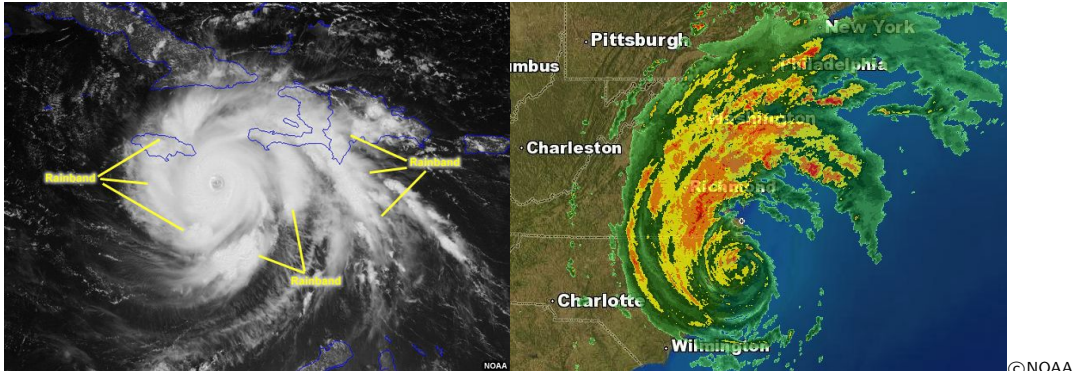 Rainband
Rainband
Rainband
NOAA
New York
Pittsburgh
Philadelphia
mbus
Washington
Charleston
Richmond
Charlotte
Wilmington
©NOAA